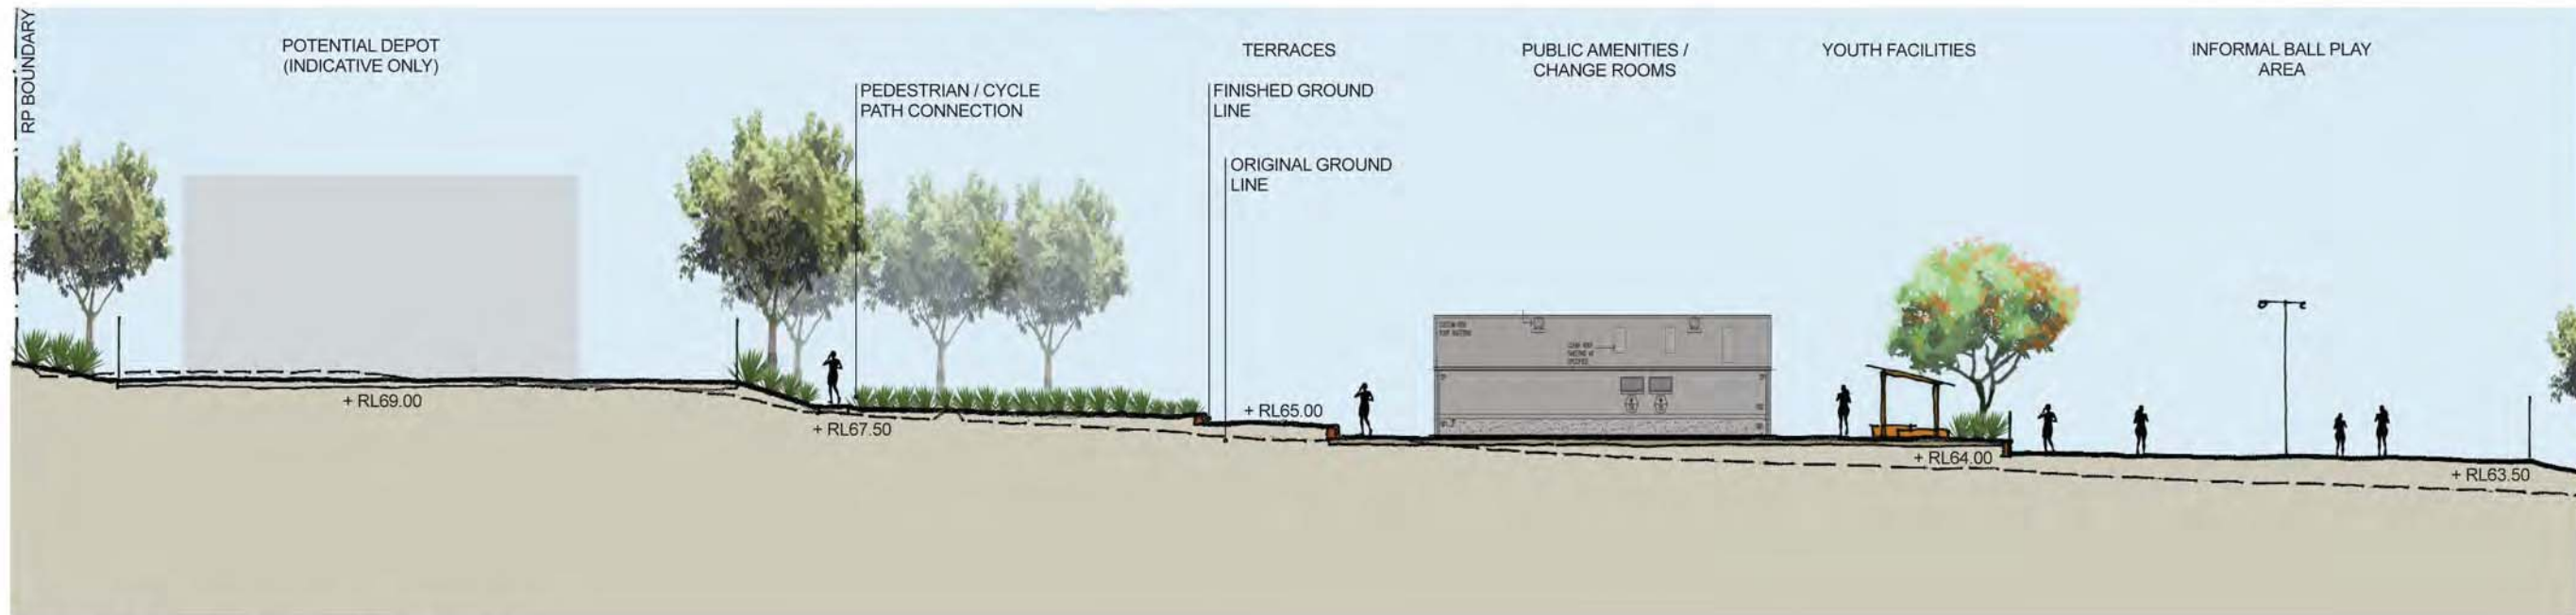 RP BOUNDARY
POTENTIAL DEPOT
(INDICATIVE ONLY)
PEDESTRIAN / CYCLE
PATH CONNECTION
TERRACES
FINISHED GROUND
LINE
ORIGINAL GROUND
LINE
PUBLIC AMENITIES /
CHANGE ROOMS
YOUTH FACILITIES
INFORMAL BALL PLAY
AREA
+ RL69.00
+ RL67.50
+ RL65.00
+ RL64.00
+ RL63.50